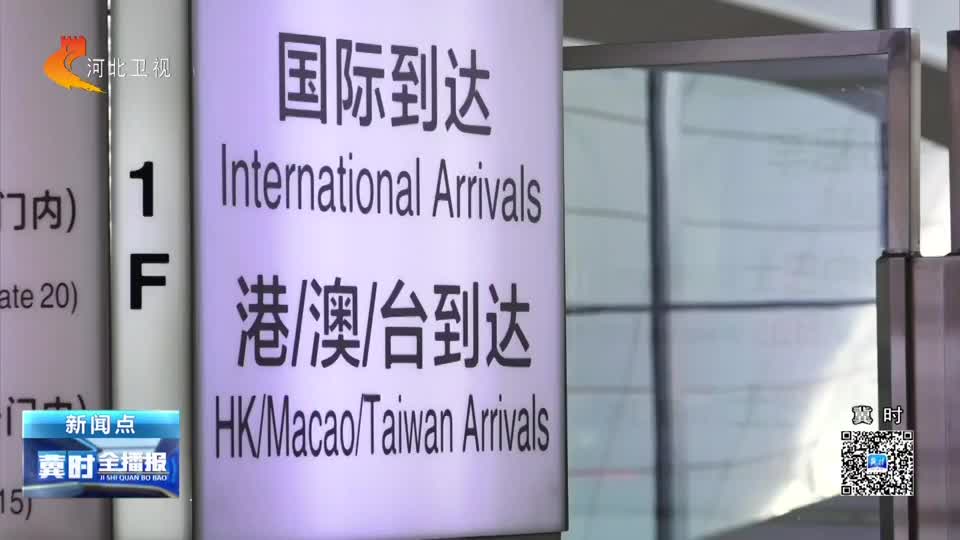 河北卫视
国际到达
International Arrivals
港/澳/台到达
HK/Macao/Taiwan Arrivals
1
F
门内)
ate 20)
门内)
15)
新闻点
冀时全播报
JI SHI QUAN BO BAO
冀时